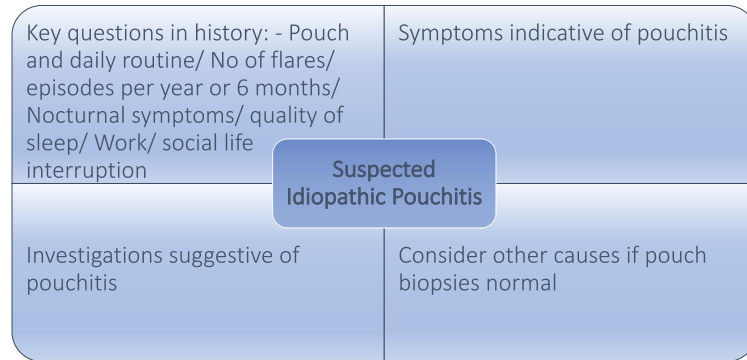 Key questions in history: - Pouch
and daily routine/ No of flares/
episodes per year or 6 months/
Nocturnal symptoms/ quality of
sleep/ Work/ social life
interruption
Symptoms indicative of pouchitis
Suspected
Idiopathic Pouchitis
Investigations suggestive of
pouchitis
Consider other causes if pouch
biopsies normal